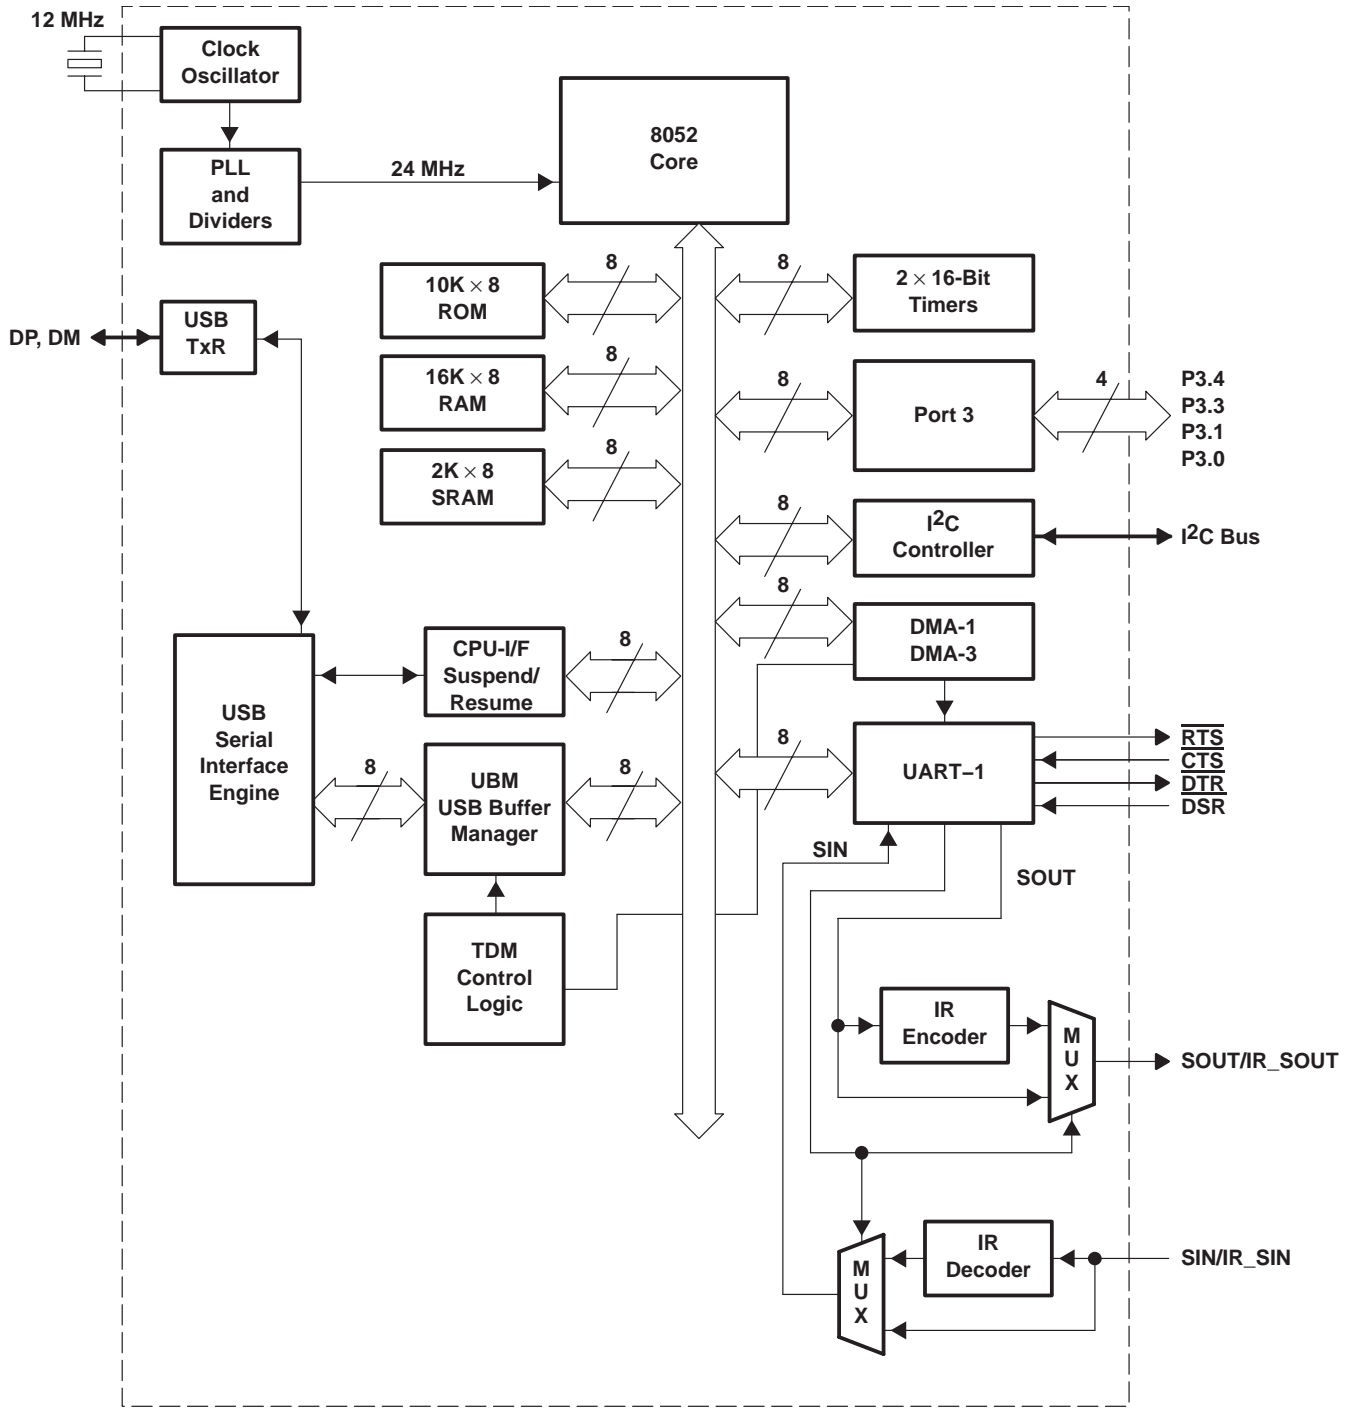 12 MHz
Clock
Oscillator
8052
Core
PLL
and
Dividers
24 MHz
8
10K × 8
ROM
8
2 × 16-Bit
Timers
DP, DM
USB
TxR
8
16K × 8
RAM
8
Port 3
4
P3.4
P3.3
P3.1
P3.0
8
2K × 8
SRAM
8
I2C
Controller
I2C Bus
8
DMA-1
DMA-3
USB
Serial
Interface
Engine
CPU-I/F
Suspend/
Resume
8
8
UBM
USB Buffer
Manager
8
8
UART–1
RTS
CTS
DTR
DSR
SIN
SOUT
TDM
Control
Logic
IR
Encoder
M
U
X
SOUT/IR_SOUT
IR
Decoder
M
U
X
SIN/IR_SIN